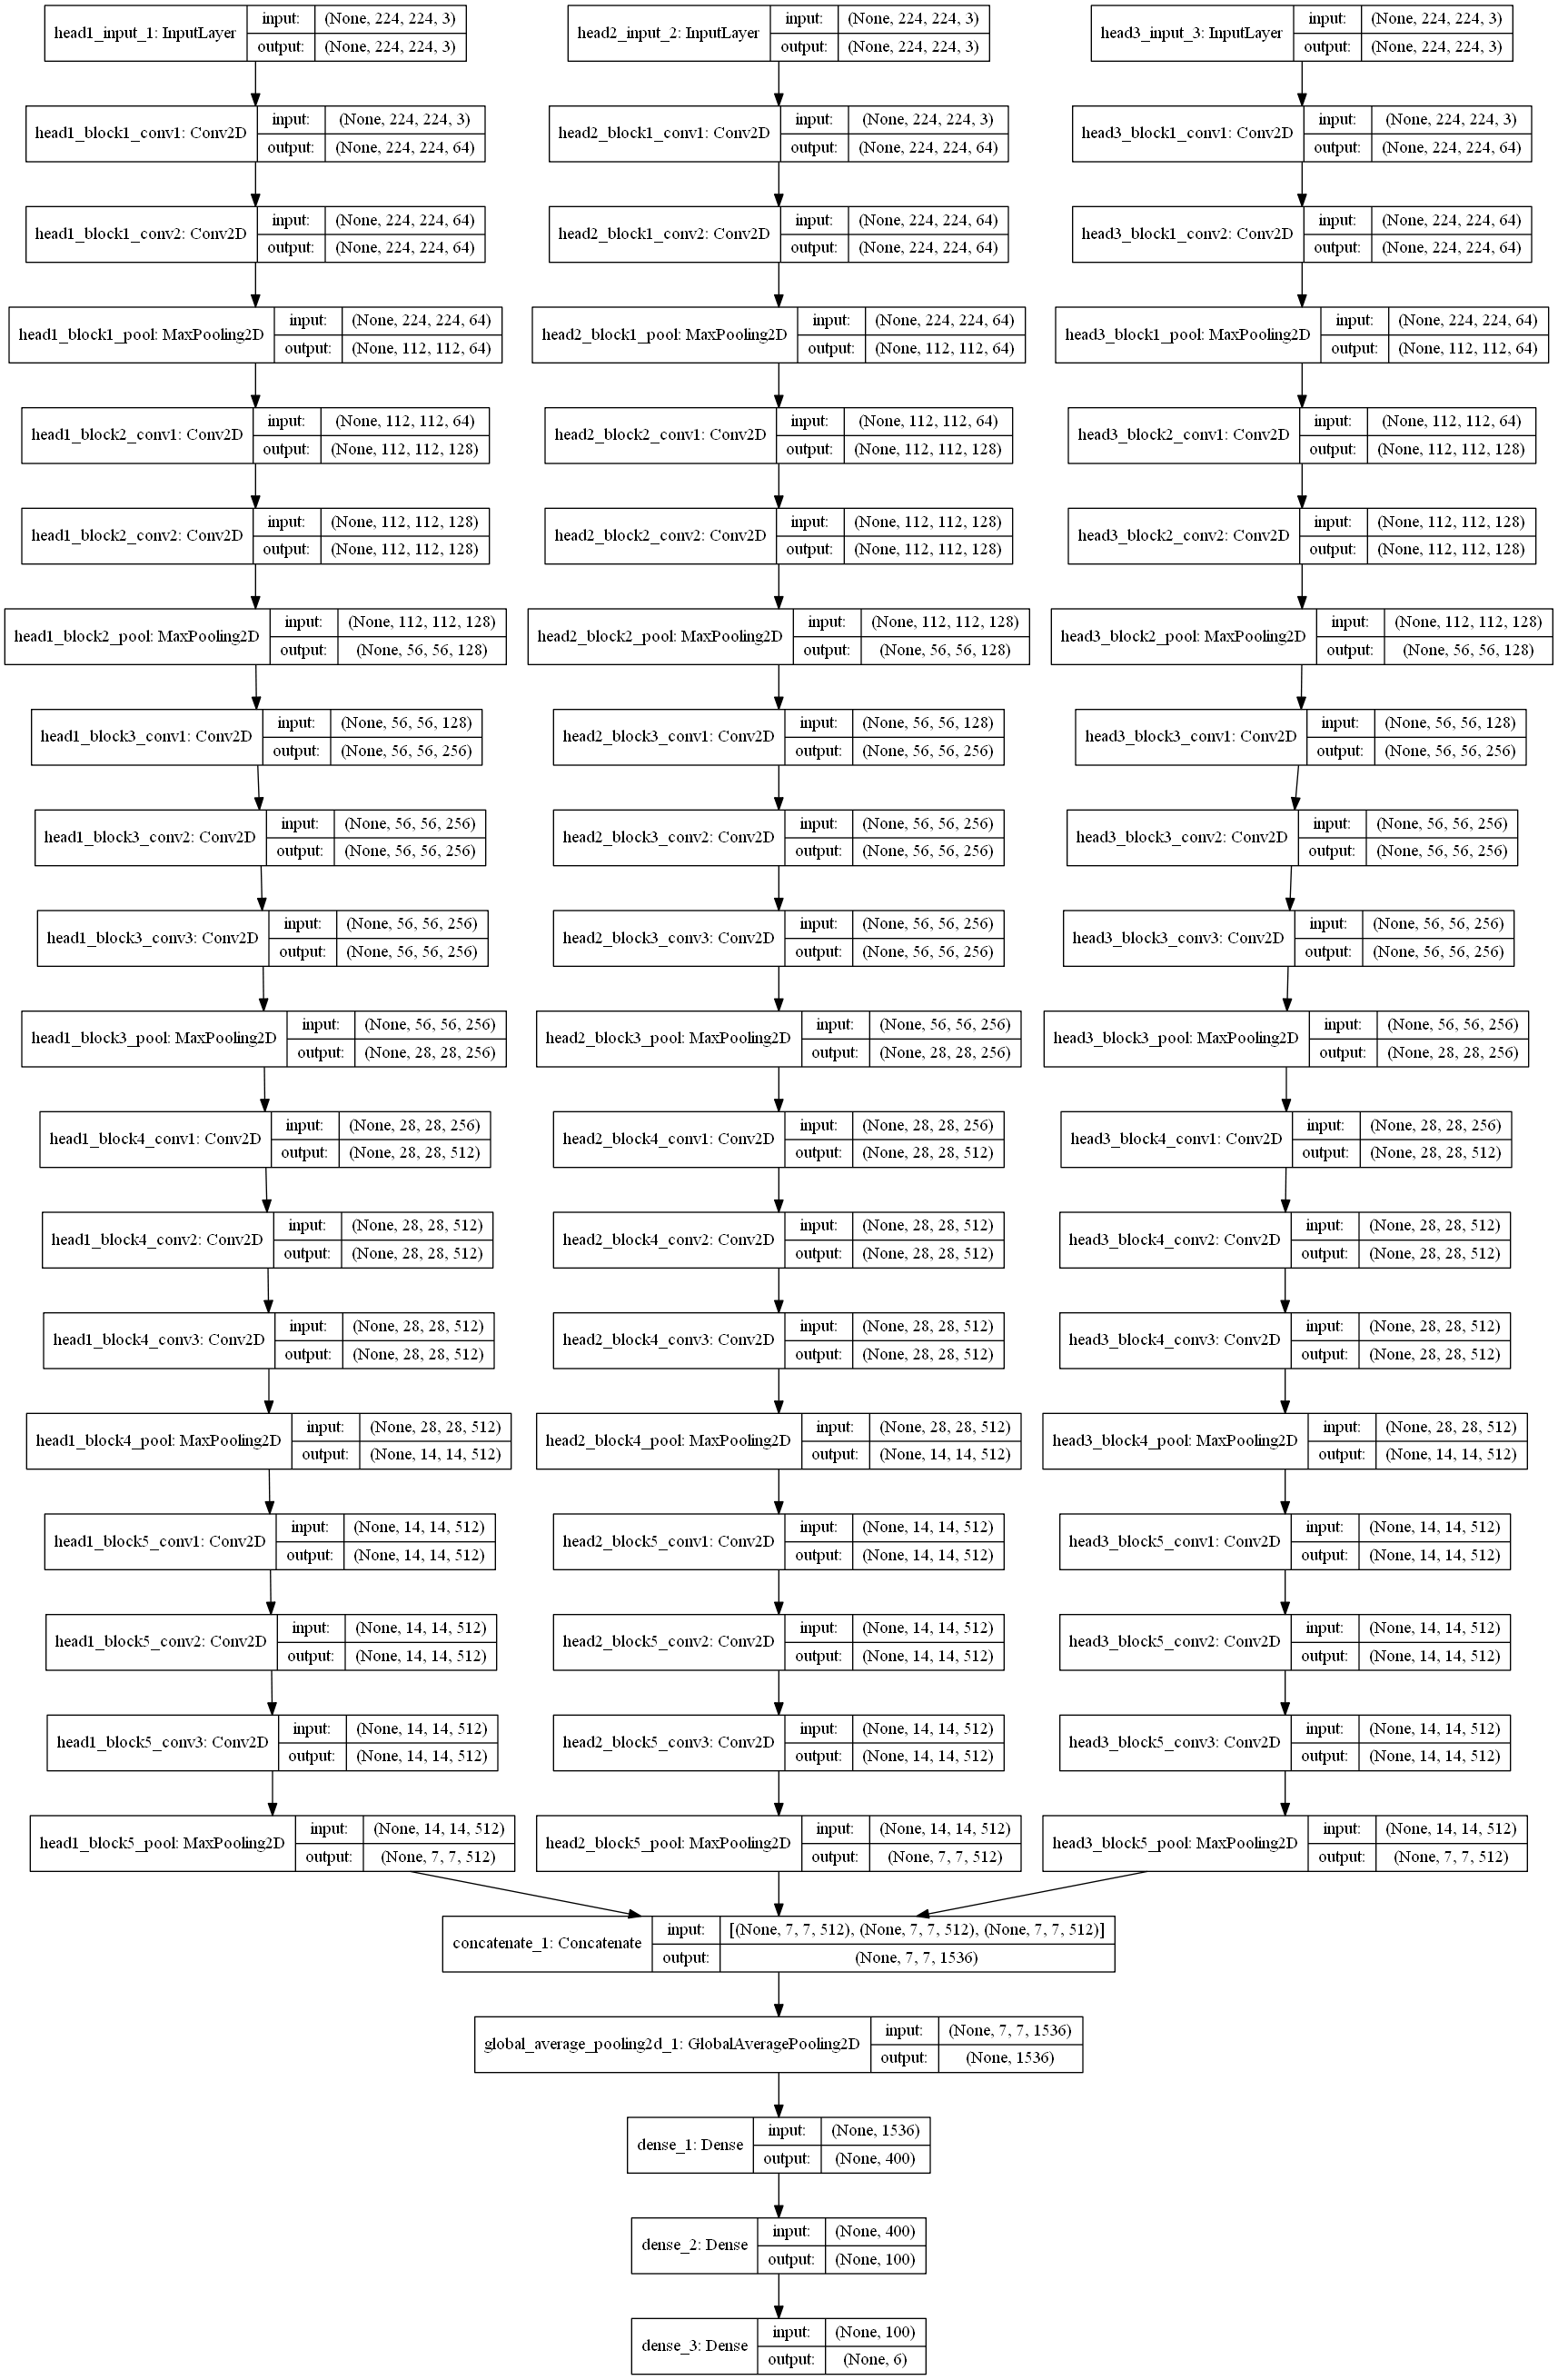 head1_input_1: InputLayer input: (None, 224, 224, 3) output: (None, 224, 224, 3)
head2_input_2: InputLayer input: (None, 224, 224, 3) output: (None, 224, 224, 3)
head3_input_3: InputLayer input: (None, 224, 224, 3) output: (None, 224, 224, 3)
head1_block1_conv1: Conv2D input: (None, 224, 224, 3) output: (None, 224, 224, 64)
head2_block1_conv1: Conv2D input: (None, 224, 224, 3) output: (None, 224, 224, 64)
head3_block1_conv1: Conv2D input: (None, 224, 224, 3) output: (None, 224, 224, 64)
head1_block1_conv2: Conv2D input: (None, 224, 224, 64) output: (None, 224, 224, 64)
head2_block1_conv2: Conv2D input: (None, 224, 224, 64) output: (None, 224, 224, 64)
head3_block1_conv2: Conv2D input: (None, 224, 224, 64) output: (None, 224, 224, 64)
head1_block1_pool: MaxPooling2D input: (None, 224, 224, 64) output: (None, 112, 112, 64)
head2_block1_pool: MaxPooling2D input: (None, 224, 224, 64) output: (None, 112, 112, 64)
head3_block1_pool: MaxPooling2D input: (None, 224, 224, 64) output: (None, 112, 112, 64)
head1_block2_conv1: Conv2D input: (None, 112, 112, 64) output: (None, 112, 112, 128)
head2_block2_conv1: Conv2D input: (None, 112, 112, 64) output: (None, 112, 112, 128)
head3_block2_conv1: Conv2D input: (None, 112, 112, 64) output: (None, 112, 112, 128)
head1_block2_conv2: Conv2D input: (None, 112, 112, 128) output: (None, 112, 112, 128)
head2_block2_conv2: Conv2D input: (None, 112, 112, 128) output: (None, 112, 112, 128)
head3_block2_conv2: Conv2D input: (None, 112, 112, 128) output: (None, 112, 112, 128)
head1_block2_pool: MaxPooling2D input: (None, 112, 112, 128) output: (None, 56, 56, 128)
head2_block2_pool: MaxPooling2D input: (None, 112, 112, 128) output: (None, 56, 56, 128)
head3_block2_pool: MaxPooling2D input: (None, 112, 112, 128) output: (None, 56, 56, 128)
head1_block3_conv1: Conv2D input: (None, 56, 56, 128) output: (None, 56, 56, 256)
head2_block3_conv1: Conv2D input: (None, 56, 56, 128) output: (None, 56, 56, 256)
head3_block3_conv1: Conv2D input: (None, 56, 56, 128) output: (None, 56, 56, 256)
head1_block3_conv2: Conv2D input: (None, 56, 56, 256) output: (None, 56, 56, 256)
head2_block3_conv2: Conv2D input: (None, 56, 56, 256) output: (None, 56, 56, 256)
head3_block3_conv2: Conv2D input: (None, 56, 56, 256) output: (None, 56, 56, 256)
head1_block3_conv3: Conv2D input: (None, 56, 56, 256) output: (None, 56, 56, 256)
head2_block3_conv3: Conv2D input: (None, 56, 56, 256) output: (None, 56, 56, 256)
head3_block3_conv3: Conv2D input: (None, 56, 56, 256) output: (None, 56, 56, 256)
head1_block3_pool: MaxPooling2D input: (None, 56, 56, 256) output: (None, 28, 28, 256)
head2_block3_pool: MaxPooling2D input: (None, 56, 56, 256) output: (None, 28, 28, 256)
head3_block3_pool: MaxPooling2D input: (None, 56, 56, 256) output: (None, 28, 28, 256)
head1_block4_conv1: Conv2D input: (None, 28, 28, 256) output: (None, 28, 28, 512)
head2_block4_conv1: Conv2D input: (None, 28, 28, 256) output: (None, 28, 28, 512)
head3_block4_conv1: Conv2D input: (None, 28, 28, 256) output: (None, 28, 28, 512)
head1_block4_conv2: Conv2D input: (None, 28, 28, 512) output: (None, 28, 28, 512)
head2_block4_conv2: Conv2D input: (None, 28, 28, 512) output: (None, 28, 28, 512)
head3_block4_conv2: Conv2D input: (None, 28, 28, 512) output: (None, 28, 28, 512)
head1_block4_conv3: Conv2D input: (None, 28, 28, 512) output: (None, 28, 28, 512)
head2_block4_conv3: Conv2D input: (None, 28, 28, 512) output: (None, 28, 28, 512)
head3_block4_conv3: Conv2D input: (None, 28, 28, 512) output: (None, 28, 28, 512)
head1_block4_pool: MaxPooling2D input: (None, 28, 28, 512) output: (None, 14, 14, 512)
head2_block4_pool: MaxPooling2D input: (None, 28, 28, 512) output: (None, 14, 14, 512)
head3_block4_pool: MaxPooling2D input: (None, 28, 28, 512) output: (None, 14, 14, 512)
head1_block5_conv1: Conv2D input: (None, 14, 14, 512) output: (None, 14, 14, 512)
head2_block5_conv1: Conv2D input: (None, 14, 14, 512) output: (None, 14, 14, 512)
head3_block5_conv1: Conv2D input: (None, 14, 14, 512) output: (None, 14, 14, 512)
head1_block5_conv2: Conv2D input: (None, 14, 14, 512) output: (None, 14, 14, 512)
head2_block5_conv2: Conv2D input: (None, 14, 14, 512) output: (None, 14, 14, 512)
head3_block5_conv2: Conv2D input: (None, 14, 14, 512) output: (None, 14, 14, 512)
head1_block5_conv3: Conv2D input: (None, 14, 14, 512) output: (None, 14, 14, 512)
head2_block5_conv3: Conv2D input: (None, 14, 14, 512) output: (None, 14, 14, 512)
head3_block5_conv3: Conv2D input: (None, 14, 14, 512) output: (None, 14, 14, 512)
head1_block5_pool: MaxPooling2D input: (None, 14, 14, 512) output: (None, 7, 7, 512)
head2_block5_pool: MaxPooling2D input: (None, 14, 14, 512) output: (None, 7, 7, 512)
head3_block5_pool: MaxPooling2D input: (None, 14, 14, 512) output: (None, 7, 7, 512)
concatenate_1: Concatenate input: [(None, 7, 7, 512), (None, 7, 7, 512), (None, 7, 7, 512)] output: (None, 7, 7, 1536)
global_average_pooling2d_1: GlobalAveragePooling2D input: (None, 7, 7, 1536) output: (None, 1536)
dense_1: Dense input: (None, 1536) output: (None, 400)
dense_2: Dense input: (None, 400) output: (None, 100)
dense_3: Dense input: (None, 100) output: (None, 6)